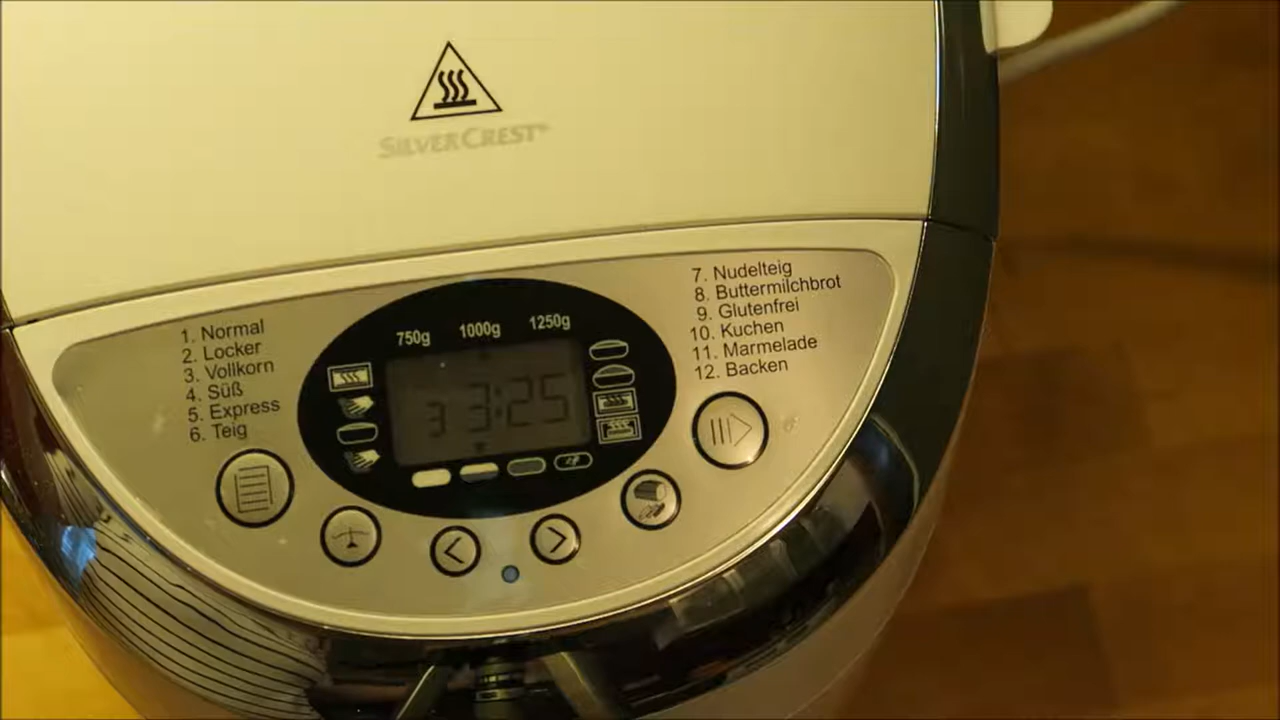 SILVERCREST®
1. Normal
2. Locker
3. Vollkorn
4. Süß
5. Express
6. Teig
750g 1000g 1250g
3 3:25
7. Nudelteig
8. Buttermilchbrot
9. Glutenfrei
10. Kuchen
11. Marmelade
12. Backen